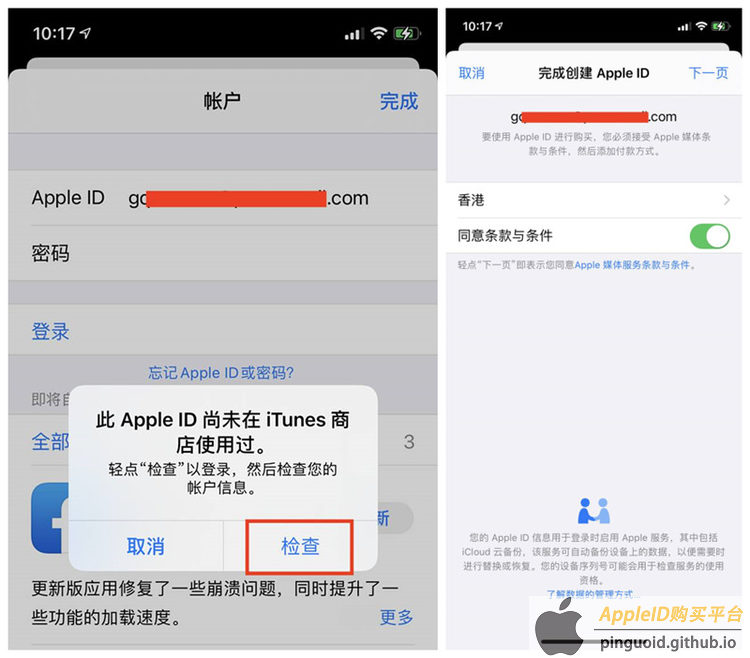 10:17
帐户
完成
Apple ID
gq
.com
密码
登录
忘记 Apple ID 或密码?
即将自
全部
3
此 Apple ID 尚未在 iTunes 商
店使用过。
轻点“检查”以登录，然后检查您的
帐户信息。
新
取消
检查
更新版应用修复了一些崩溃问题，同时提升了一
些功能的加载速度。
更多
10:17
取消
完成创建 Apple ID
下一页
.com
要使用 Apple ID 进行购买，您必须接受 Apple 媒体条
款与条件，然后添加付款方式。
香港
同意条款与条件
轻点“下一页”即表示您同意Apple 媒体服务条款与条件。
您的 Apple ID 信息用于登录时启用 Apple 服务，其中包括
iCloud 云备份，该服务可自动备份设备上的数据，以便需要时
进行替换或恢复。您的设备序列号可能会用于检查服务的使用
资格。
了解数据的管理方式...
AppleID购买平台
pinguoid.github.io